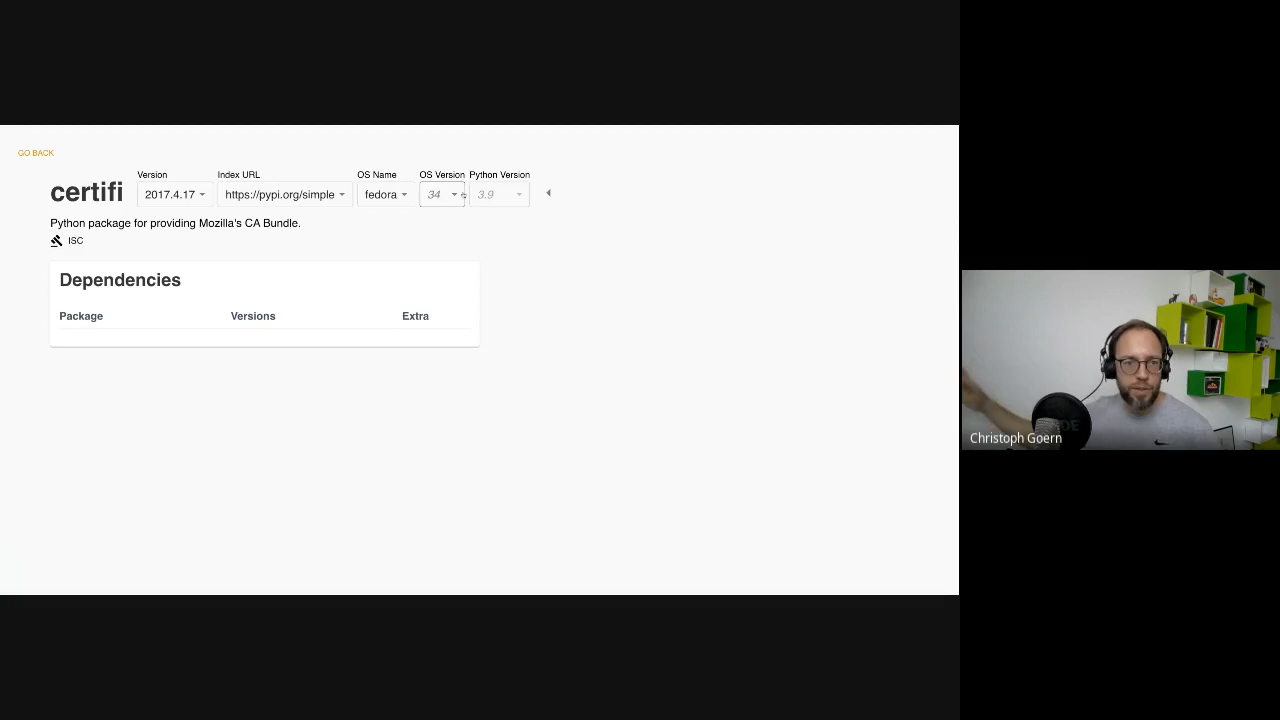 GO BACK
certifi
Version
2017.4.17
Index URL
https://pypi.org/simple
OS Name
fedora
OS Version
34
Python Version
3.9
Python package for providing Mozilla's CA Bundle.
ISC
Dependencies
Package Versions Extra
Christoph Goern